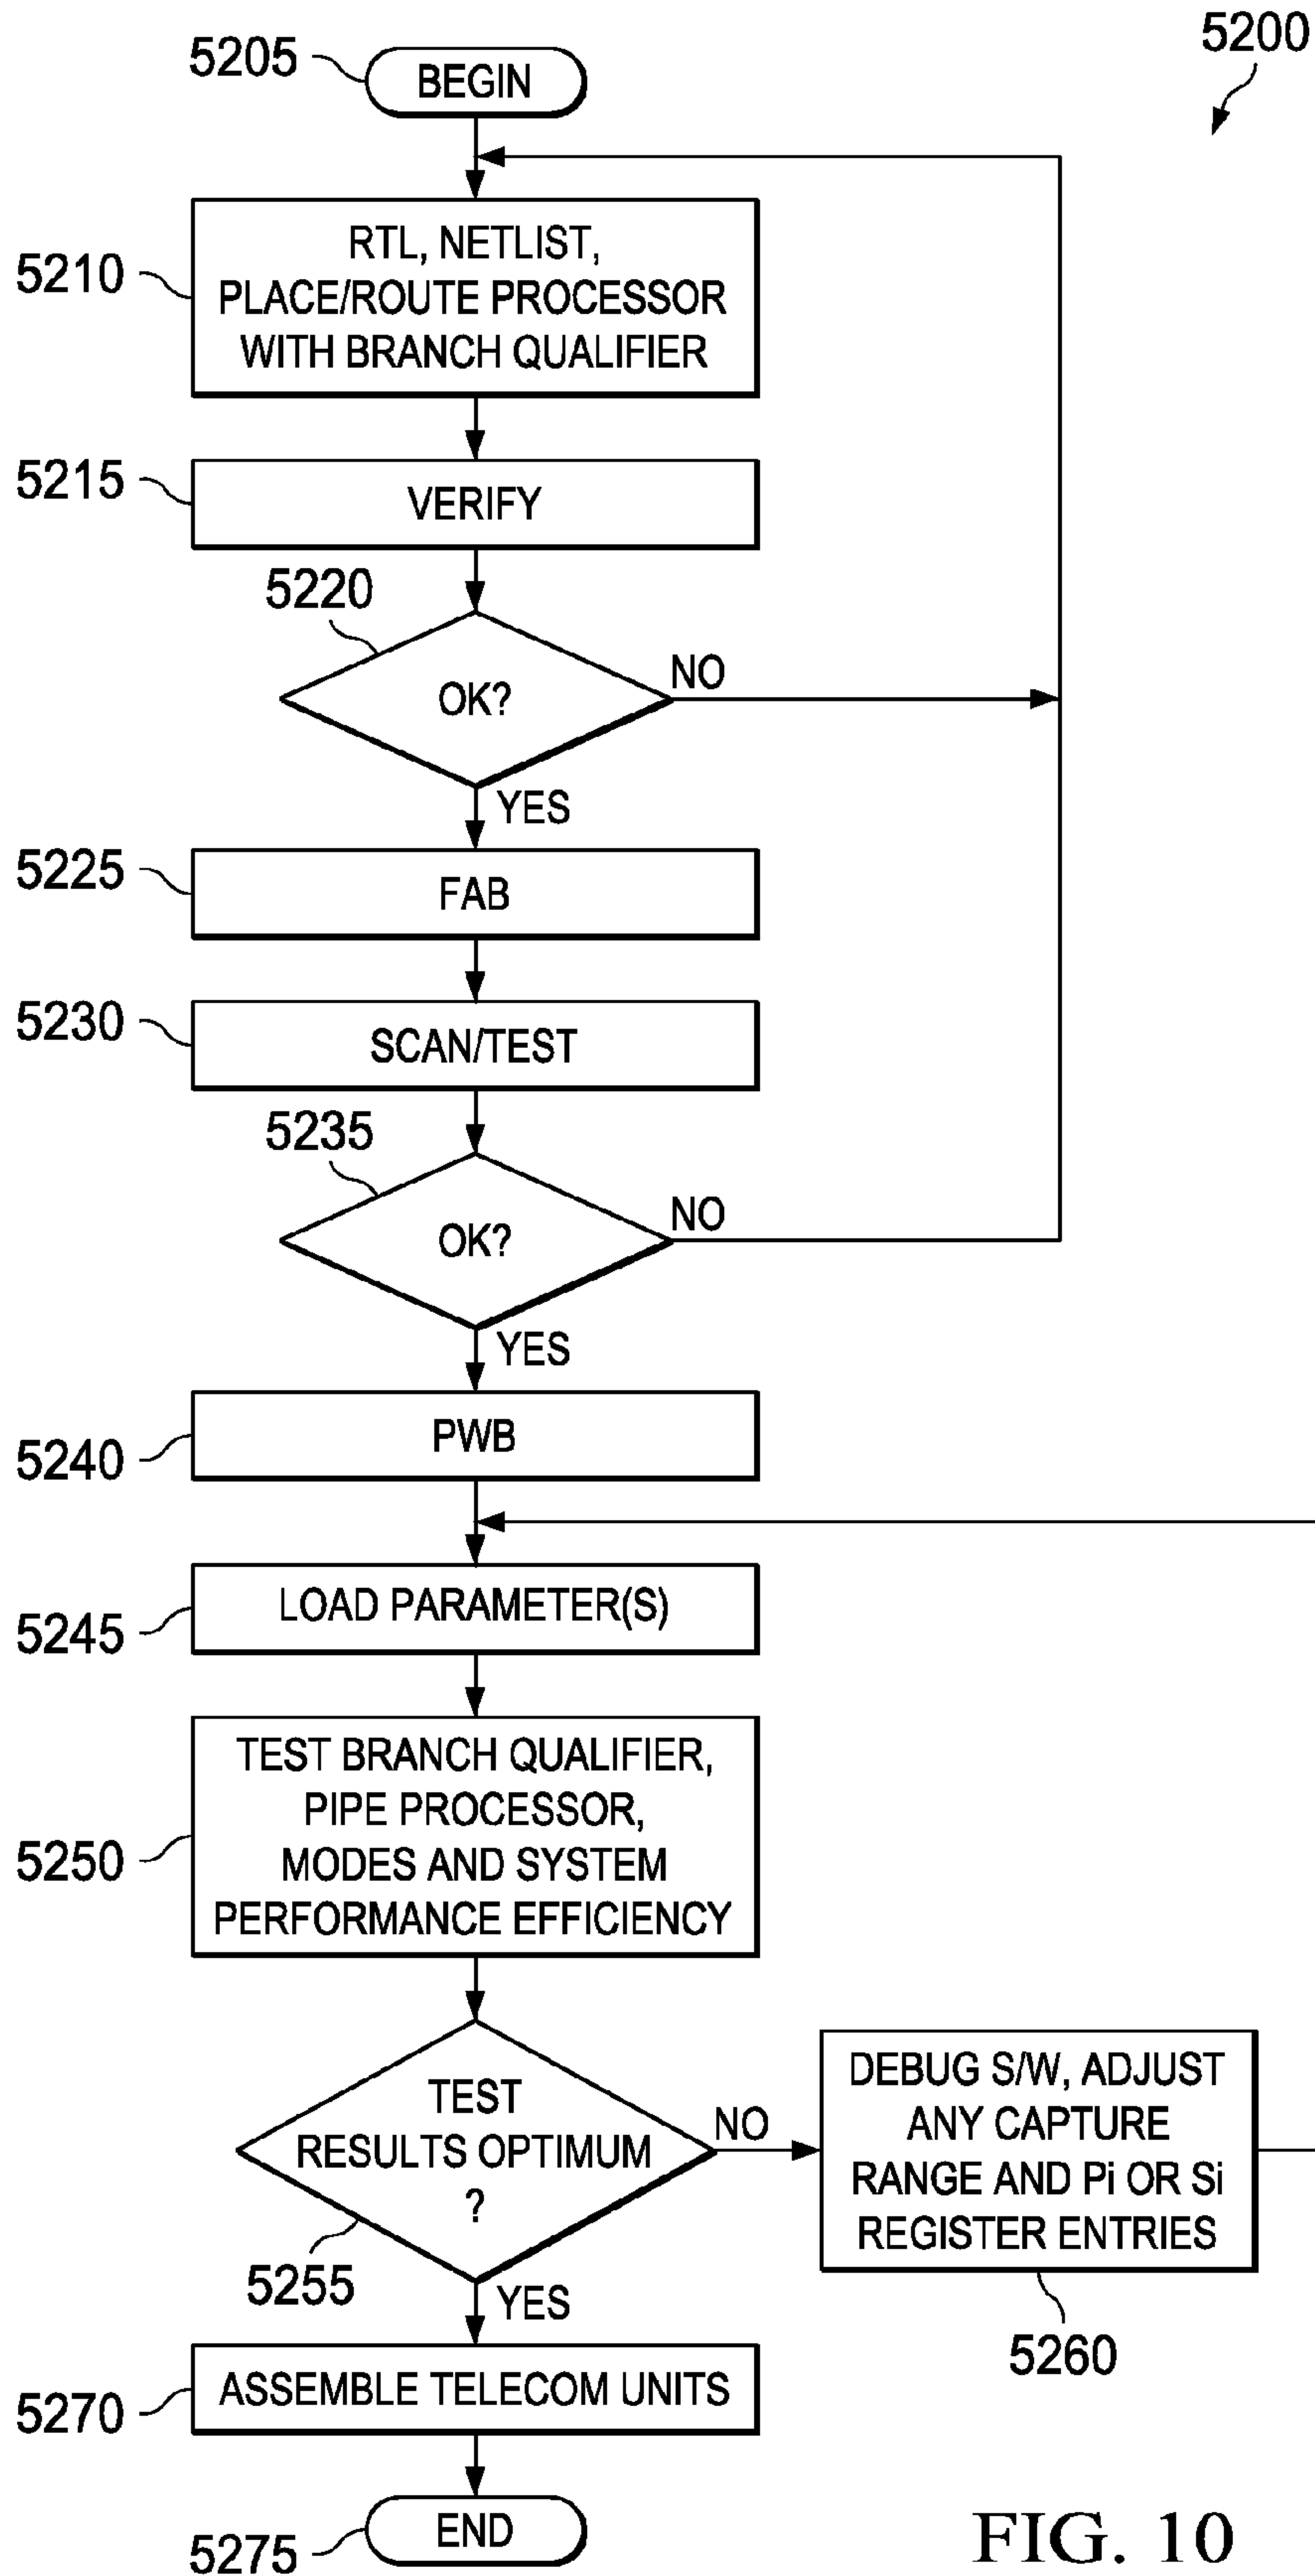 5200
5205
BEGIN
5210
RTL, NETLIST,
PLACE/ROUTE PROCESSOR
WITH BRANCH QUALIFIER
5215
VERIFY
5220
OK?
NO
YES
5225
FAB
5230
SCAN/TEST
5235
OK?
NO
YES
5240
PWB
5245
LOAD PARAMETER(S)
5250
TEST BRANCH QUALIFIER,
PIPE PROCESSOR,
MODES AND SYSTEM
PERFORMANCE EFFICIENCY
TEST
RESULTS OPTIMUM
?
5255
NO
DEBUG S/W, ADJUST
ANY CAPTURE
RANGE AND Pi OR Si
REGISTER ENTRIES
5260
YES
5270
ASSEMBLE TELECOM UNITS
5275
END
FIG. 10